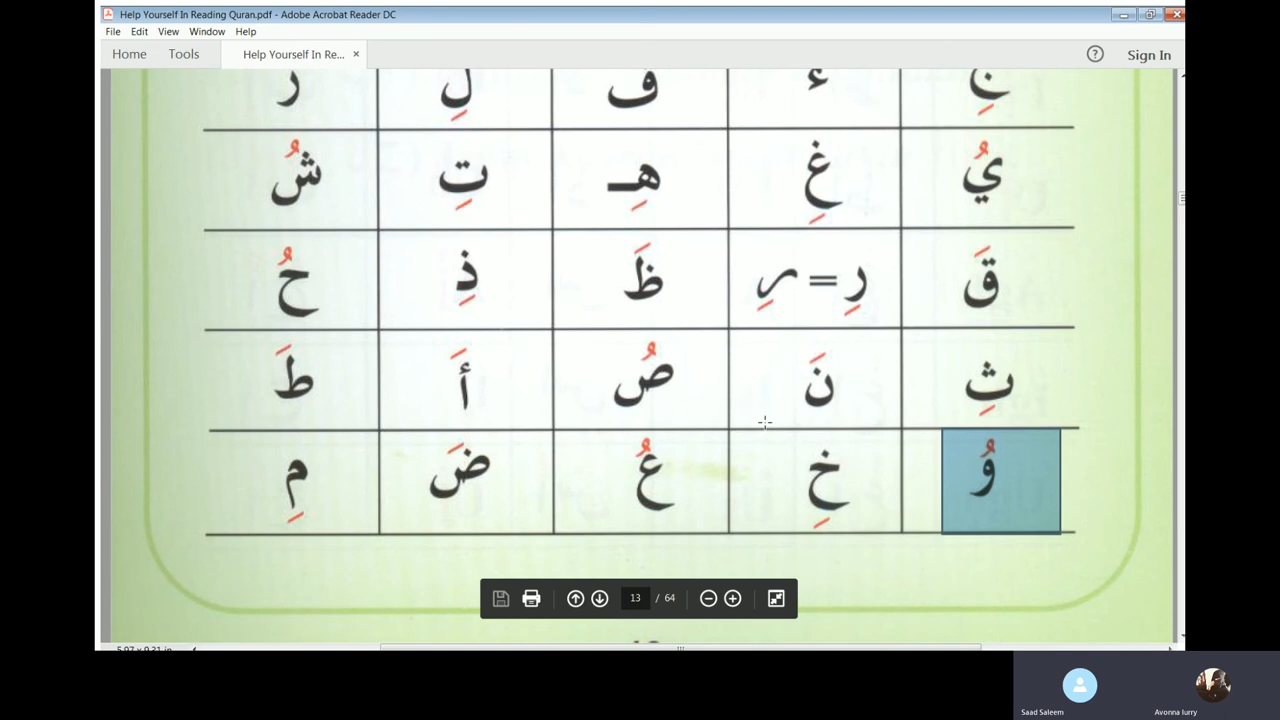 Help Yourself In Reading Quran.pdf - Adobe Acrobat Reader DC
File Edit View Window Help
Home Tools Help Yourself In Re... × ? Sign In
يُ غِ هِـ تِ شُ
قَ رِ = رِ ظَ ذِ حُ
ثِ نَ صُ أَ طَ
وُ خِ عُ ضَ مِ
13 / 64
Saad Saleem Avonna lurry